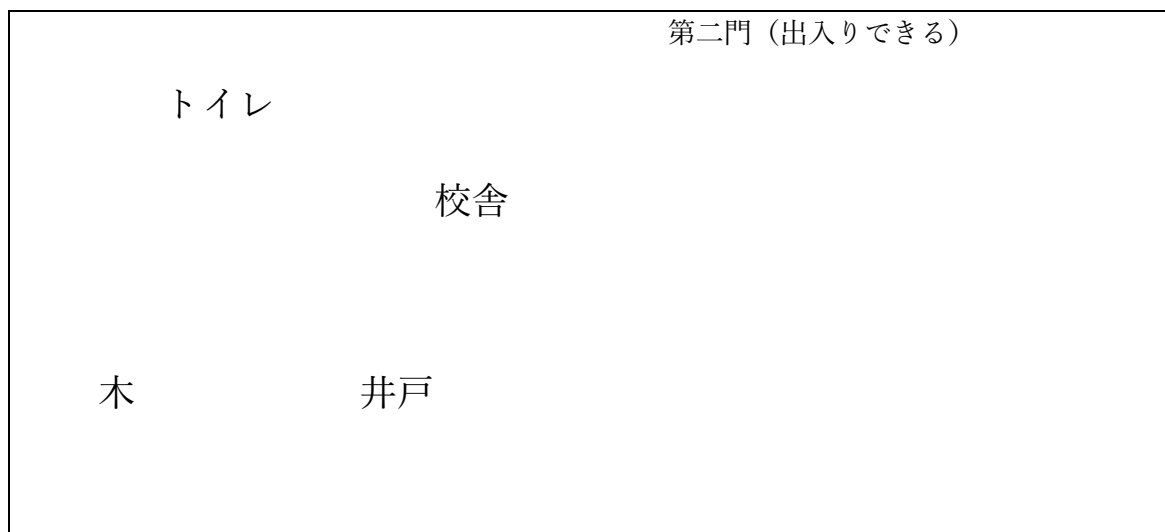 第二門（出入りできる）
トイレ
校舎
木
井戸